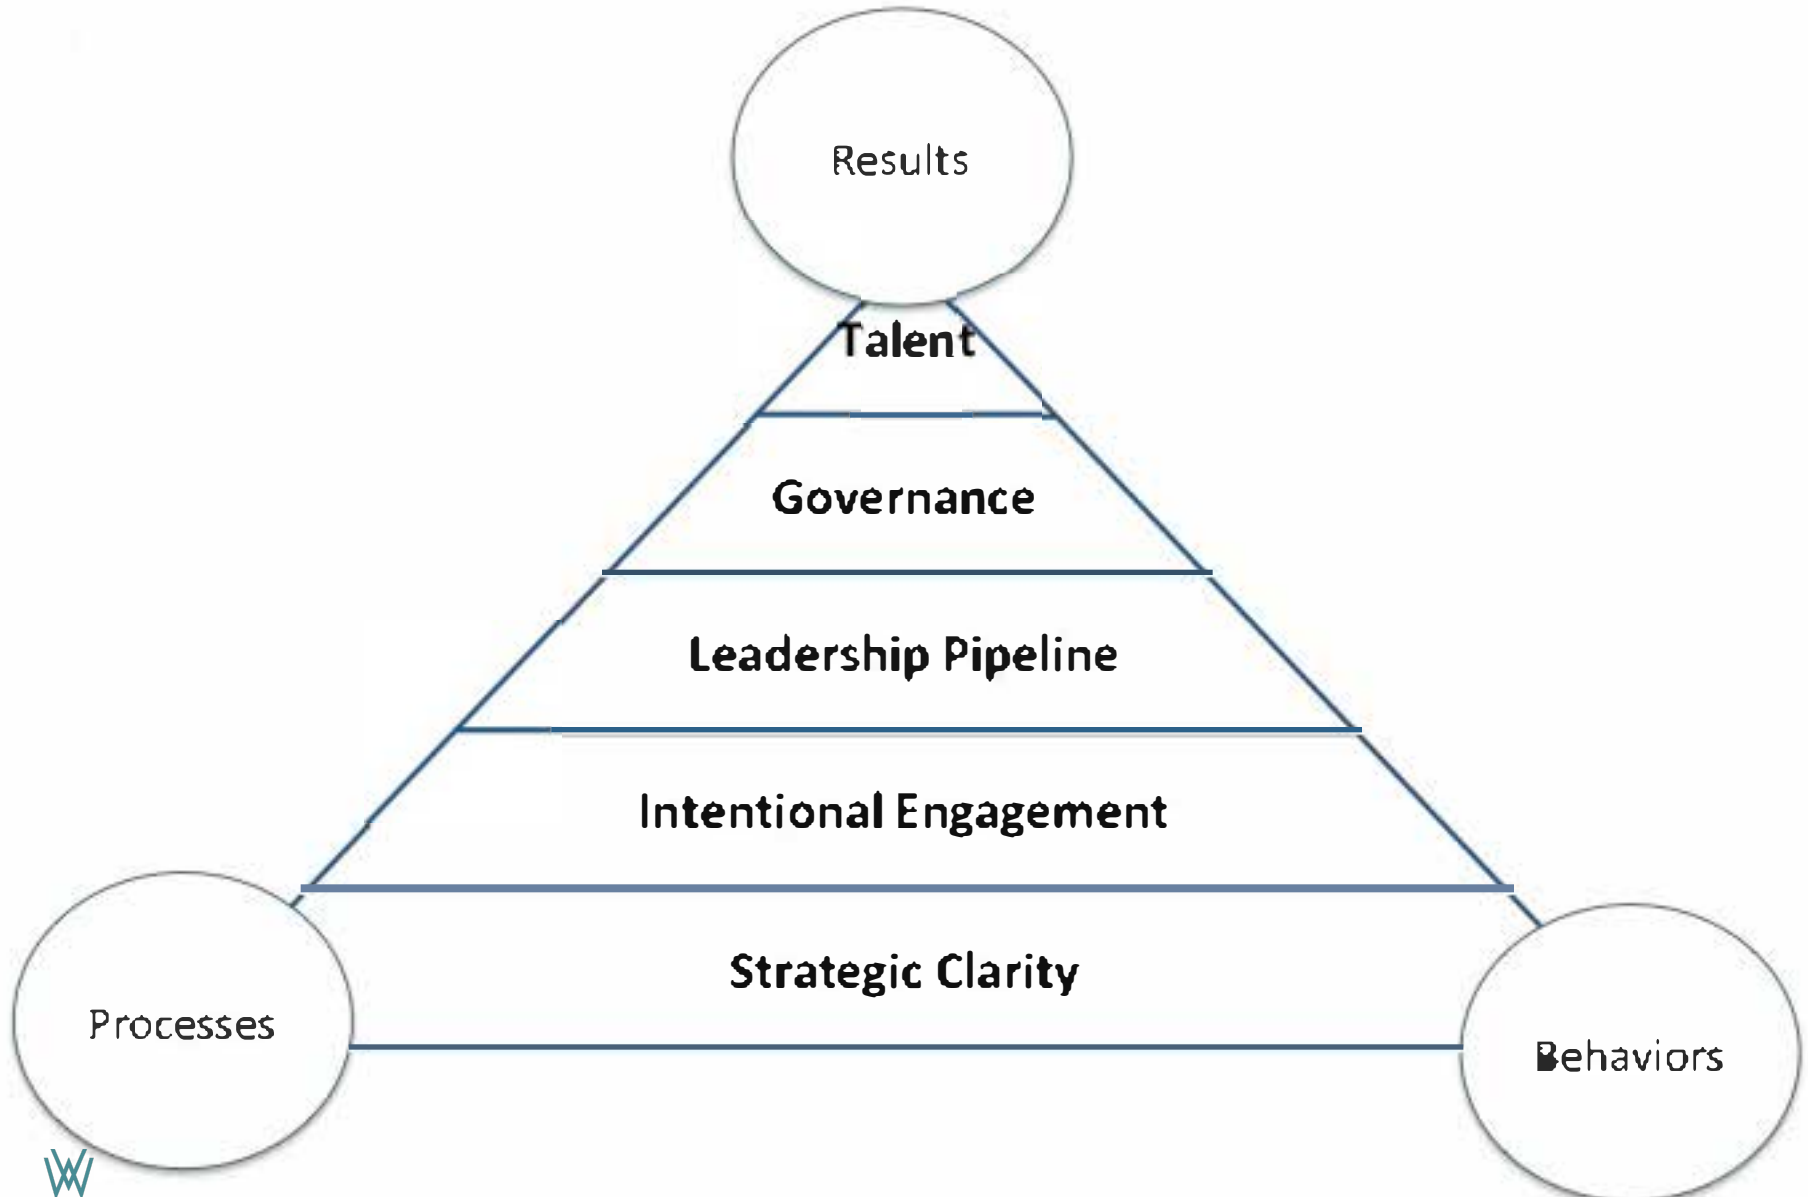 Results
Talent
Governance
Leadership Pipeline
Intentional Engagement
Strategic Clarity
Processes
Behaviors